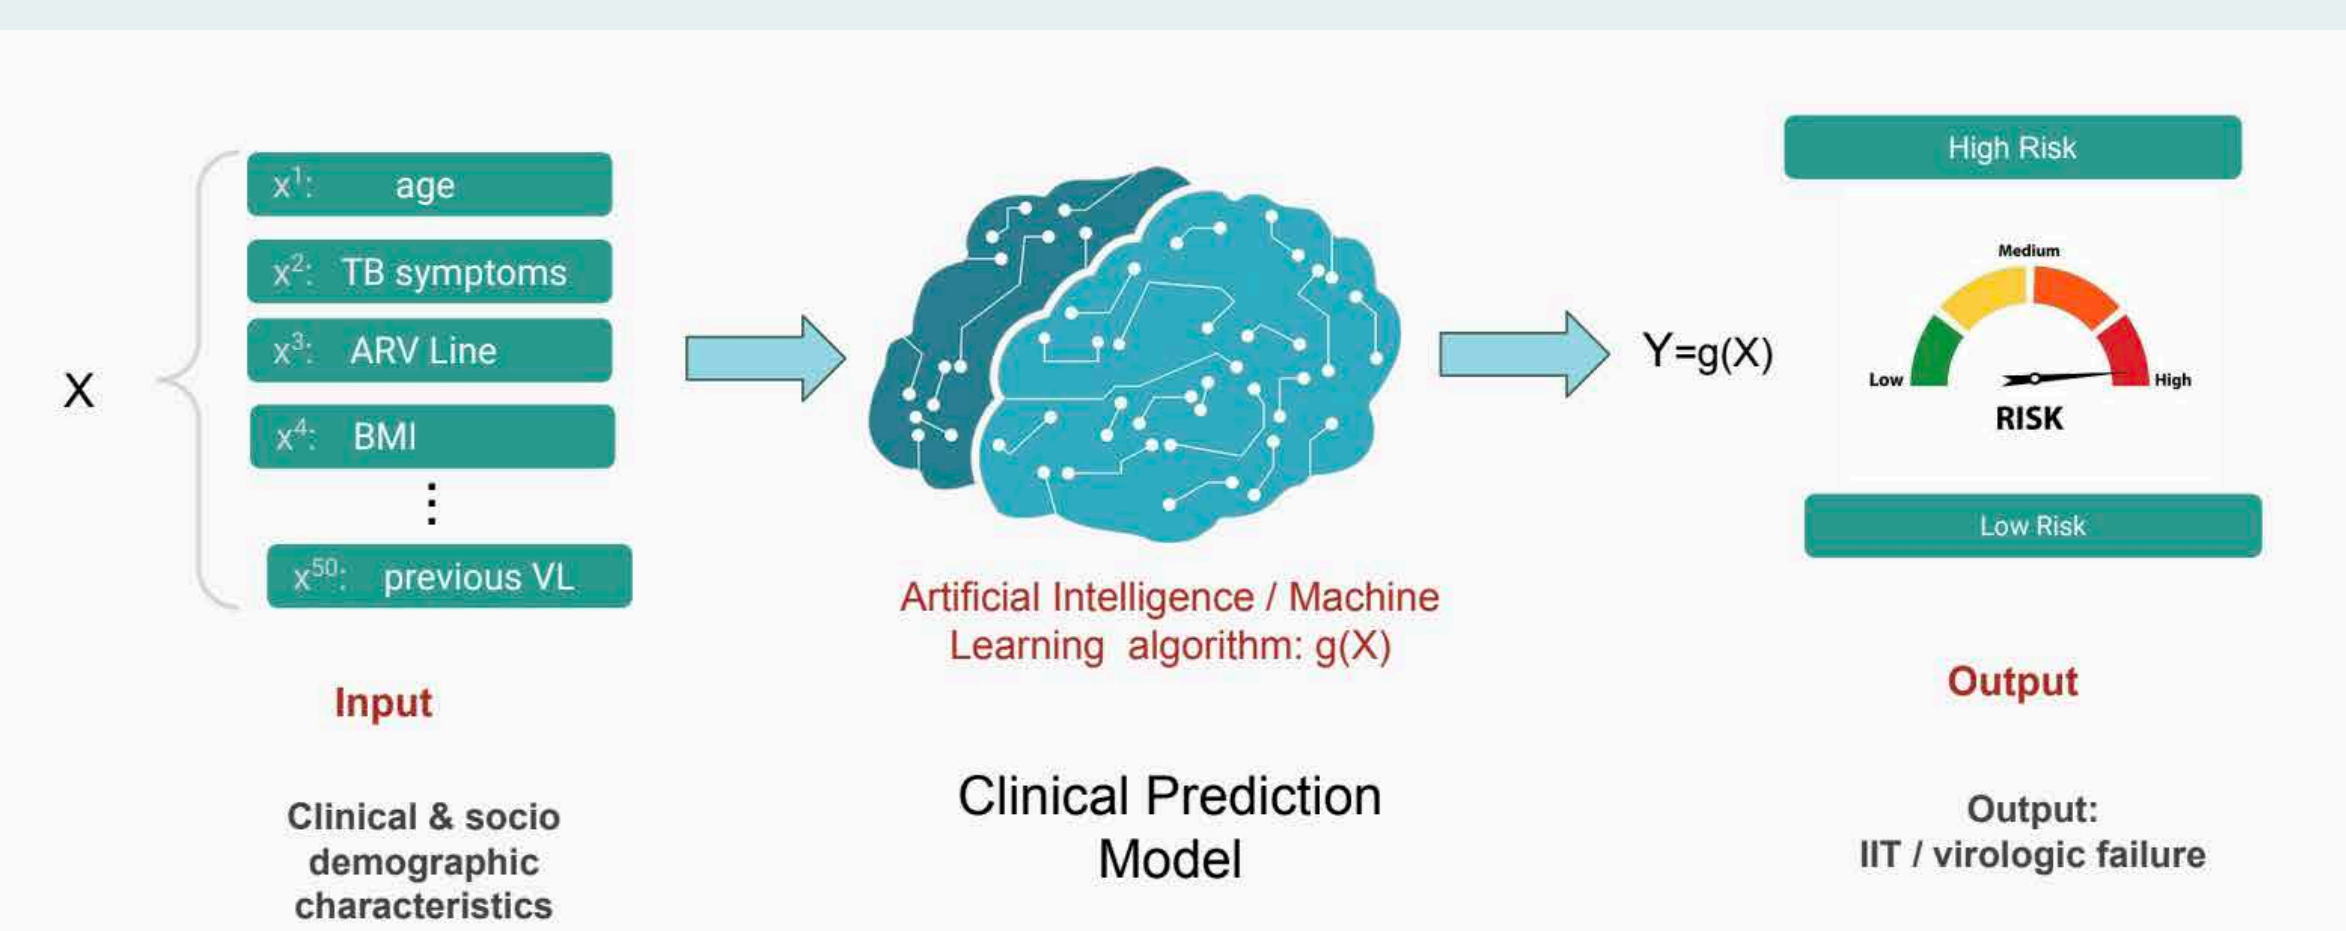 X
x¹: age
x²: TB symptoms
x³: ARV Line
x⁴: BMI
⋮
x⁵⁰: previous VL
Input
Clinical & socio
demographic
characteristics
Artificial Intelligence / Machine
Learning algorithm: g(X)
Clinical Prediction
Model
Y=g(X)
High Risk
Medium
Low
High
RISK
Low Risk
Output
Output:
IIT / virologic failure